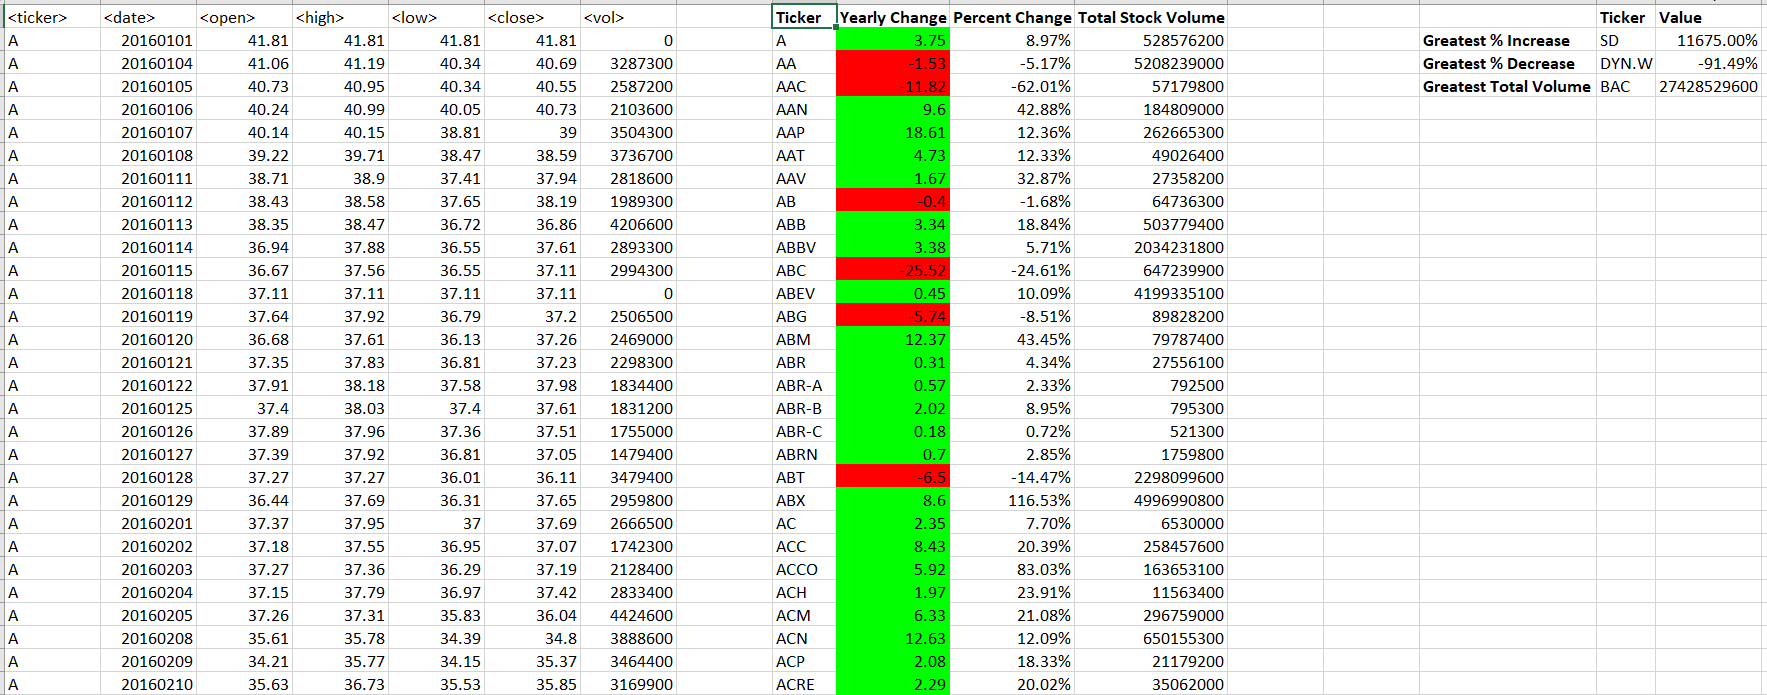 <ticker> <date> <open> <high> <low> <close> <vol> Ticker Yearly Change Percent Change Total Stock Volume Ticker Value
A 20160101 41.81 41.81 41.81 41.81 0 A 3.75 8.97% 528576200 Greatest % Increase SD 11675.00%
A 20160104 41.06 41.19 40.34 40.69 3287300 AA -1.53 -5.17% 5208239000 Greatest % Decrease DYN.W -91.49%
A 20160105 40.73 40.95 40.34 40.55 2587200 AAC -11.82 -62.01% 57179800 Greatest Total Volume BAC 27428529600
A 20160106 40.24 40.99 40.05 40.73 2103600 AAN 9.6 42.88% 184809000
A 20160107 40.14 40.15 38.81 39 3504300 AAP 18.61 12.36% 262665300
A 20160108 39.22 39.71 38.47 38.59 3736700 AAT 4.73 12.33% 49026400
A 20160111 38.71 38.9 37.41 37.94 2818600 AAV 1.67 32.87% 27358200
A 20160112 38.43 38.58 37.65 38.19 1989300 AB -0.4 -1.68% 64736300
A 20160113 38.35 38.47 36.72 36.86 4206600 ABB 3.34 18.84% 503779400
A 20160114 36.94 37.88 36.55 37.61 2893300 ABBV 3.38 5.71% 2034231800
A 20160115 36.67 37.56 36.55 37.11 2994300 ABC -25.52 -24.61% 647239900
A 20160118 37.11 37.11 37.11 37.11 0 ABEV 0.45 10.09% 4199335100
A 20160119 37.64 37.92 36.79 37.2 2506500 ABG -5.74 -8.51% 89828200
A 20160120 36.68 37.61 36.13 37.26 2469000 ABM 12.37 43.45% 79787400
A 20160121 37.35 37.83 36.81 37.23 2298300 ABR 0.31 4.34% 27556100
A 20160122 37.91 38.18 37.58 37.98 1834400 ABR-A 0.57 2.33% 792500
A 20160125 37.4 38.03 37.4 37.61 1831200 ABR-B 2.02 8.95% 795300
A 20160126 37.89 37.96 37.36 37.51 1755000 ABR-C 0.18 0.72% 521300
A 20160127 37.39 37.92 36.81 37.05 1479400 ABRN 0.7 2.85% 1759800
A 20160128 37.27 37.27 36.01 36.11 3479400 ABT -6.5 -14.47% 2298099600
A 20160129 36.44 37.69 36.31 37.65 2959800 ABX 8.6 116.53% 4996990800
A 20160201 37.37 37.95 37 37.69 2666500 AC 2.35 7.70% 6530000
A 20160202 37.18 37.55 36.95 37.07 1742300 ACC 8.43 20.39% 258457600
A 20160203 37.27 37.36 36.29 37.19 2128400 ACCO 5.92 83.03% 163653100
A 20160204 37.15 37.79 36.97 37.42 2833400 ACH 1.97 23.91% 11563400
A 20160205 37.26 37.31 35.83 36.04 4424600 ACM 6.33 21.08% 296759000
A 20160208 35.61 35.78 34.39 34.8 3888600 ACN 12.63 12.09% 650155300
A 20160209 34.21 35.77 34.15 35.37 3464400 ACP 2.08 18.33% 21179200
A 20160210 35.63 36.73 35.53 35.85 3169900 ACRE 2.29 20.02% 35062000